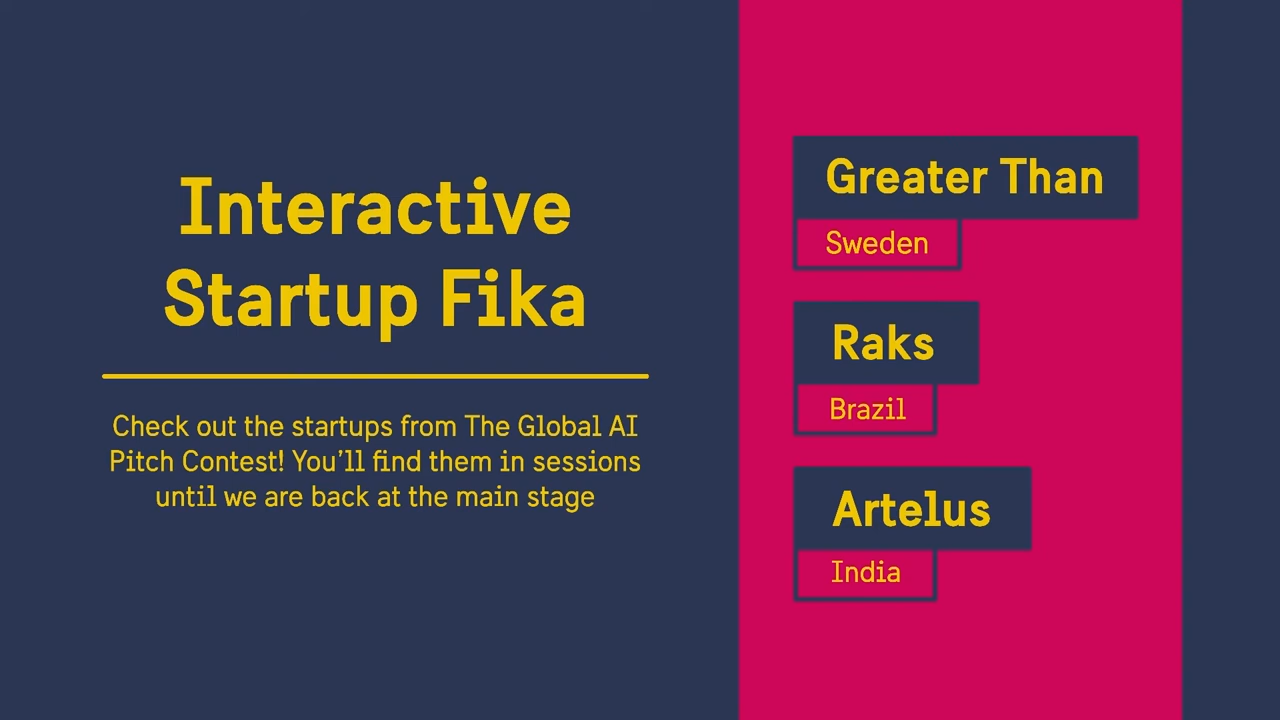 Interactive
Startup Fika
Check out the startups from The Global AI
Pitch Contest! You'll find them in sessions
until we are back at the main stage
Greater Than
Sweden
Raks
Brazil
Artelus
India